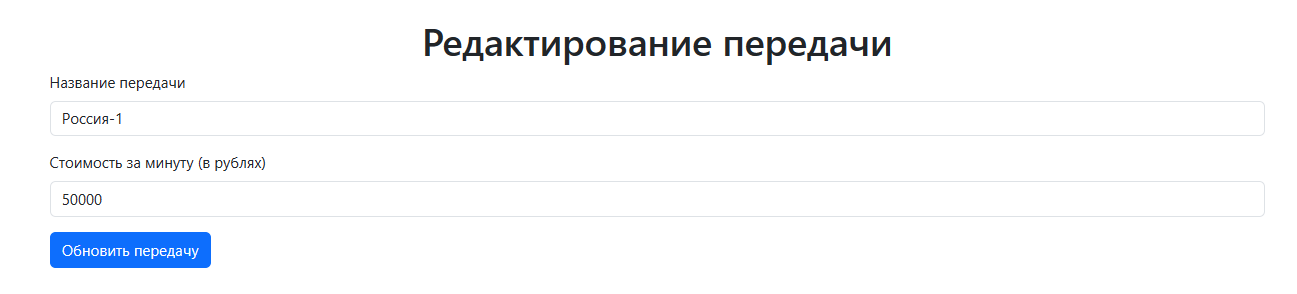 Редактирование передачи
Название передачи
Россия-1
Стоимость за минуту (в рублях)
50000
Обновить передачу